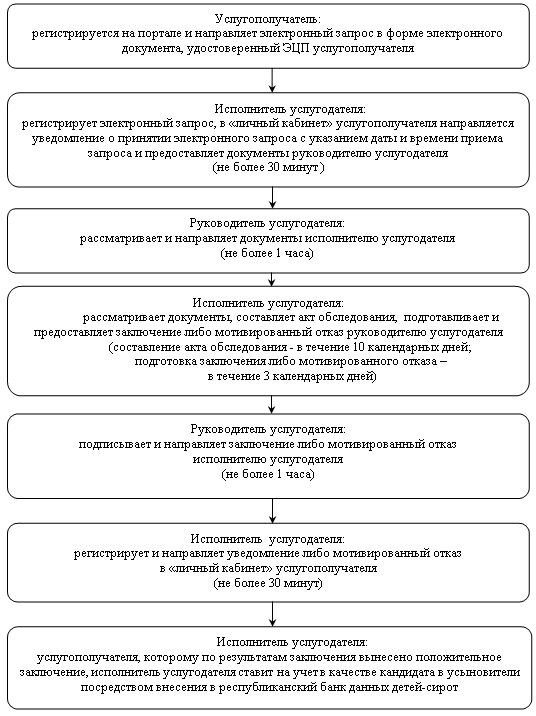 Услугополучатель:
регистрируется на портале и направляет электронный запрос в форме электронного
документа, удостоверенный ЭЦП услугополучателя
Исполнитель услугодателя:
регистрирует электронный запрос, в «личный кабинет» услугополучателя направляется
уведомление о принятии электронного запроса с указанием даты и времени приема
запроса и предоставляет документы руководителю услугодателя
(не более 30 минут )
Руководитель услугодателя:
рассматривает и направляет документы исполнителю услугодателя
(не более 1 часа)
Исполнитель услугодателя:
рассматривает документы, составляет акт обследования, подготавливает и
предоставляет заключение либо мотивированный отказ руководителю услугодателя
(составление акта обследования - в течение 10 календарных дней;
подготовка заключения либо мотивированного отказа –
в течение 3 календарных дней)
Руководитель услугодателя:
подписывает и направляет заключение либо мотивированный отказ
исполнителю услугодателя
(не более 1 часа)
Исполнитель услугодателя:
регистрирует и направляет уведомление либо мотивированный отказ
в «личный кабинет» услугополучателя
(не более 30 минут)
Исполнитель услугодателя:
услугополучателя, которому по результатам заключения вынесено положительное
заключение, исполнитель услугодателя ставит на учет в качестве кандидата в усыновители
посредством внесения в республиканский банк данных детей-сирот